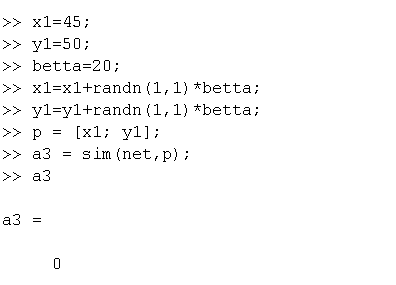 >> x1=45;
>> y1=50;
>> betta=20;
>> x1=x1+randn(1,1)*betta;
>> y1=y1+randn(1,1)*betta;
>> p = [x1; y1];
>> a3 = sim(net,p);
>> a3
a3 =
0